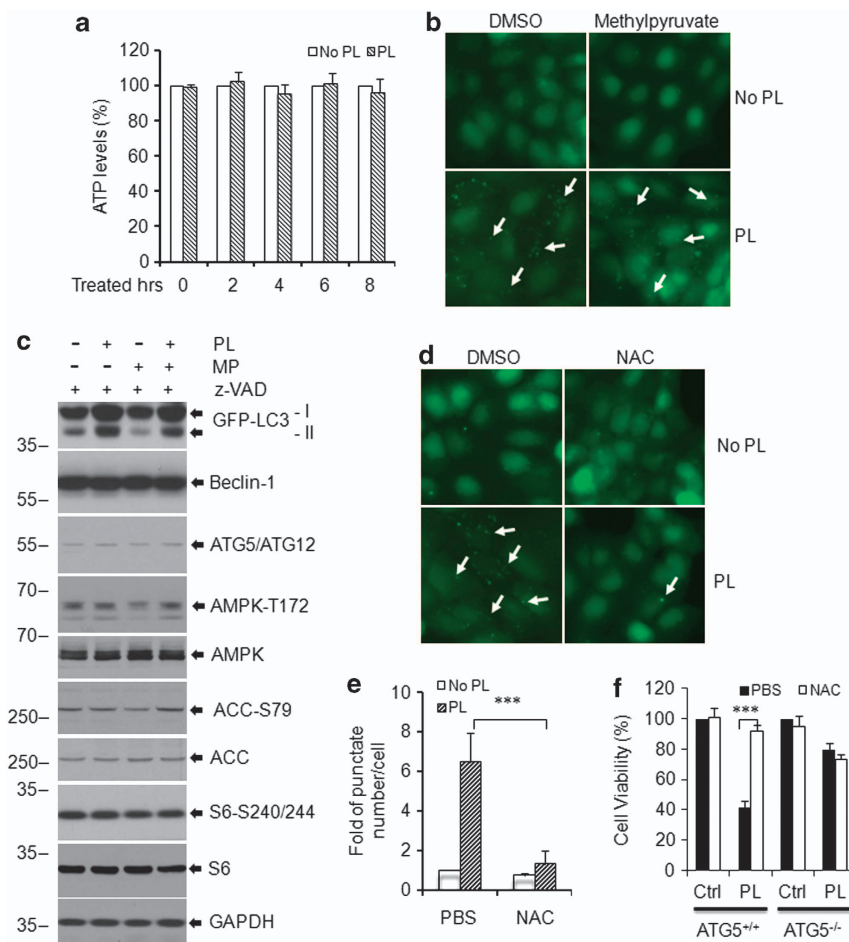 a
120
100
80
60
40
20
0
ATP levels (%)
No PL PL
Treated hrs 0 2 4 6 8
b
DMSO Methylpyruvate
No PL
PL
c
- + - + PL
- - + + MP
+ + + + z-VAD
GFP-LC3 - I
- II
35–
Beclin-1
55–
55– ATG5/ATG12
70–
AMPK-T172
70–
AMPK
250– ACC-S79
250– ACC
35–
S6-S240/244
35–
S6
35– GAPDH
d
DMSO NAC
No PL
PL
e
10
8
6
4
2
0
Fold of punctate
number/cell
No PL
PL
***
PBS NAC
f
120
100
80
60
40
20
0
Cell Viability (%)
PBS NAC
***
Ctrl PL Ctrl PL
ATG5+/+ ATG5-/-